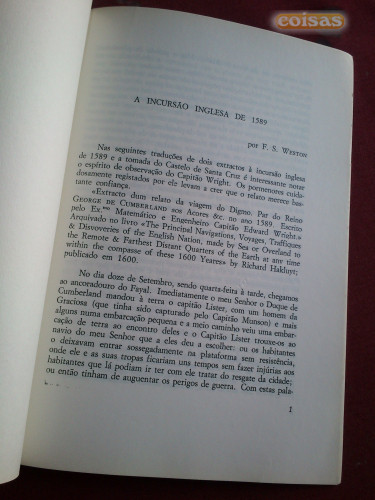 coisas
A INCURSÃO INGLESA DE 1589
por F. S. WESTON
Nas seguintes traduções de dois extractos à incursão inglesa
de 1589 e a tomada do Castelo de Santa Cruz é interessante notar
o espírito de observação do Capitão Wright. Os pormenores cuida-
dosamente registados por ele levam a crer que o relato merece bas-
tante confiança.
«Extracto dum relato da viagem do Digmo. Par do Reino
GEORGE DE CUMBERLAND aos Açores &c. no ano 1589. Escrito
pelo Ex.mo Matemático e Engenheiro Capitão Edward Wright.»
Arquivado no livro «The Principal Navigations, Voyages, Traffiques
& Disvoveries of the English Nation, made by Sea or Overland to
the Remote & Farthest Distant Quarters of the Earth at any time
within the compasse of these 1600 Yeares» by Richard Hakluyt;
publicado em 1600.
No dia doze de Setembro, sendo quarta-feira à tarde, chegamos
ao ancoradouro do Fayal. Imediatamente o meu Senhor o Duque de
Cumberland mandou à terra o capitão Lister, com um homem da
Graciosa (que tinha sido capturado pelo Capitão Munson) e mais
alguns numa embarcação pequena e a meio caminho veiu uma embar-
cação de terra ao encontro deles e o Capitão Lister trouxe-os ao
navio do meu Senhor que a eles deu a escolher: ou os habitantes
o deixavam entrar sossegadamente na plataforma sem resistência,
onde ele e as suas tropas ficariam uns tempos sem fazer injúrias aos
habitantes que lá podiam ir ter com ele tratar do resgate da cidade;
ou então tinham de aguentar os perigos de guerra. Com estas pala-
1